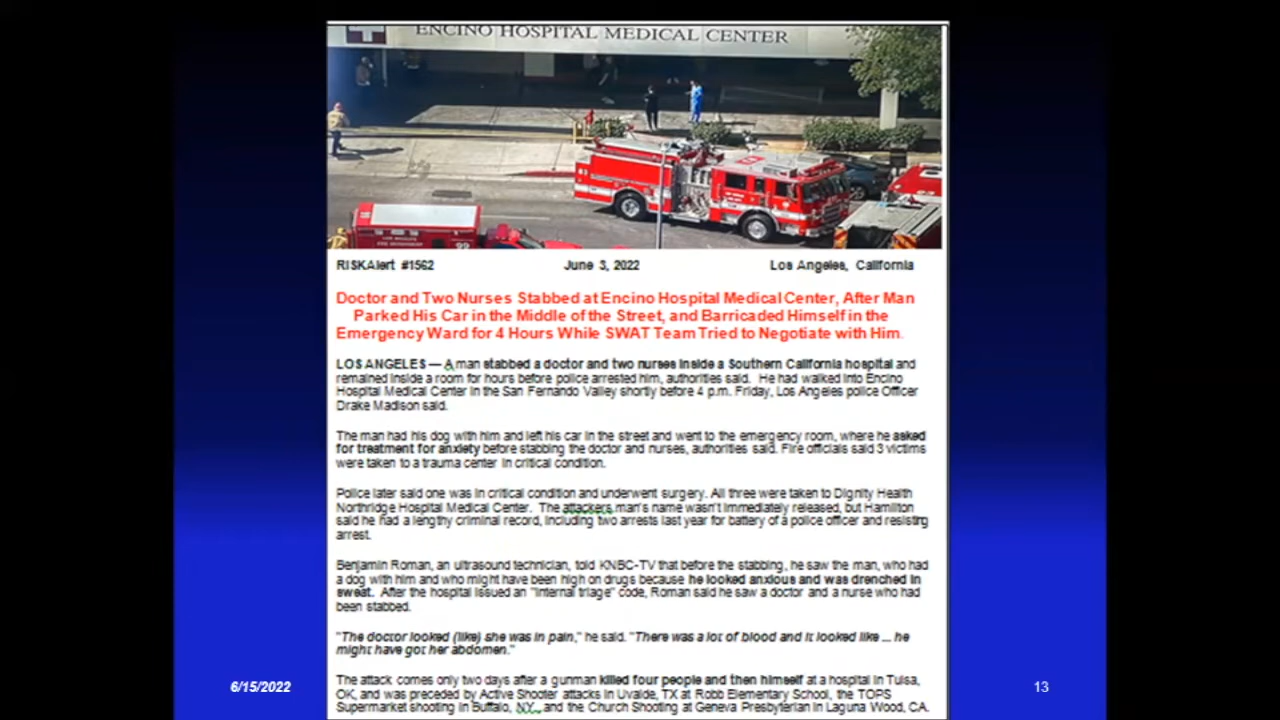 ENCINO HOSPITAL MEDICAL CENTER
RISKAlert #1562 June 3, 2022 Los Angeles, California
Doctor and Two Nurses Stabbed at Encino Hospital Medical Center, After Man
Parked His Car in the Middle of the Street, and Barricaded Himself in the
Emergency Ward for 4 Hours While SWAT Team Tried to Negotiate with Him.
LOS ANGELES — A man stabbed a doctor and two nurses inside a Southern California hospital and
remained inside a room for hours before police arrested him, authorities said. He had walked into Encino
Hospital Medical Center in the San Fernando Valley shortly before 4 p.m. Friday, Los Angeles police Officer
Drake Madison said.
The man had his dog with him and left his car in the street and went to the emergency room, where he asked
for treatment for anxiety before stabbing the doctor and nurses, authorities said. Fire officials said 3 victims
were taken to a trauma center in critical condition.
Police later said one was in critical condition and underwent surgery. All three were taken to Dignity Health
Northridge Hospital Medical Center. The attackers man's name wasn't immediately released, but Hamilton
said he had a lengthy criminal record, including two arrests last year for battery of a police officer and resisting
arrest.
Benjamin Roman, an ultrasound technician, told KNBC-TV that before the stabbing, he saw the man, who had
a dog with him and who might have been high on drugs because he looked anxious and was drenched in
sweat. After the hospital issued an "internal triage" code, Roman said he saw a doctor and a nurse who had
been stabbed.
"The doctor looked (like) she was in pain," he said. "There was a lot of blood and it looked like ... he
might have got her abdomen."
The attack comes only two days after a gunman killed four people and then himself at a hospital in Tulsa,
OK, and was preceded by Active Shooter attacks in Uvalde, TX at Robb Elementary School, the TOPS
Supermarket shooting in Buffalo, NY, and the Church Shooting at Geneva Presbyterian in Laguna Wood, CA.
6/15/2022
13